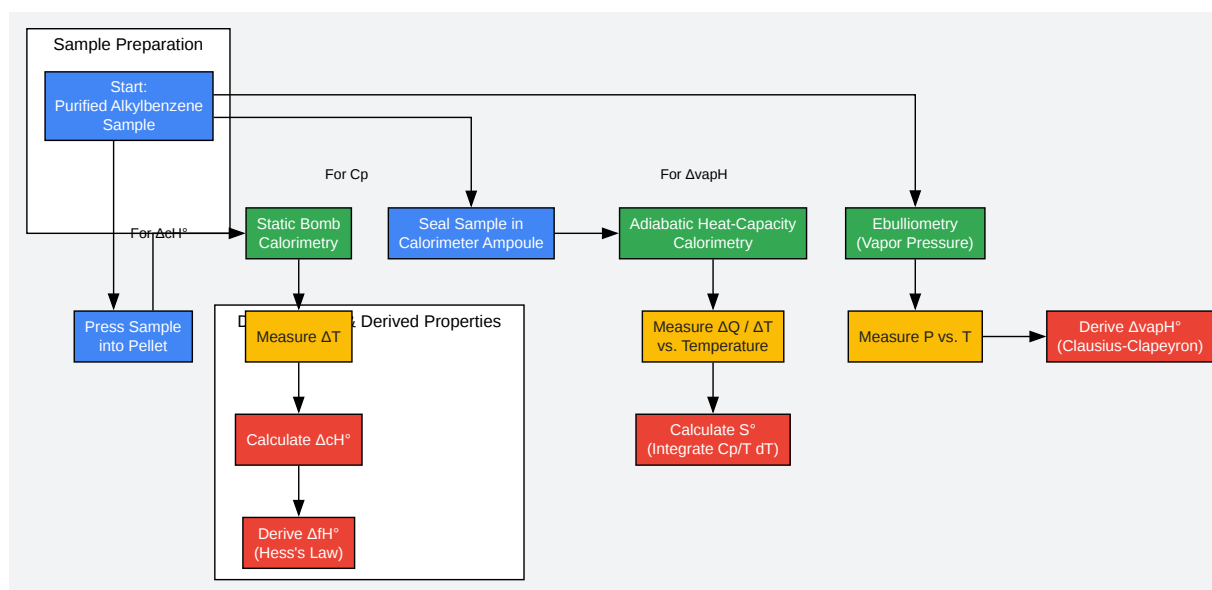 Sample Preparation
Start:
Purified Alkylbenzene
Sample
For Cp
For ΔvapH
For ΔcH°
Static Bomb
Calorimetry
Seal Sample in
Calorimeter Ampoule
Adiabatic Heat-Capacity
Calorimetry
Ebulliometry
(Vapor Pressure)
Press Sample
into Pellet
D
& Derived Properties
Measure ΔT
Measure ΔQ / ΔT
vs. Temperature
Measure P vs. T
Derive ΔvapH°
(Clausius-Clapeyron)
Calculate ΔcH°
Calculate S°
(Integrate Cp/T dT)
Derive ΔfH°
(Hess's Law)